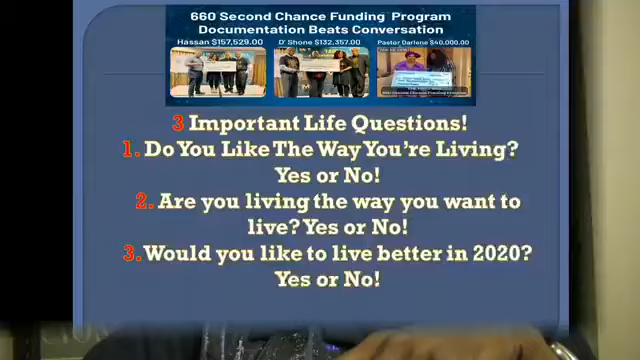 660 Second Chance Funding Program
Documentation Beats Conversation
Hassan $157,529.00 D' Shone $132,357.00 Pastor Darlene $40,000.00
3 Important Life Questions!
1. Do You Like The Way You're Living?
Yes or No!
2. Are you living the way you want to
live? Yes or No!
3. Would you like to live better in 2020?
Yes or No!